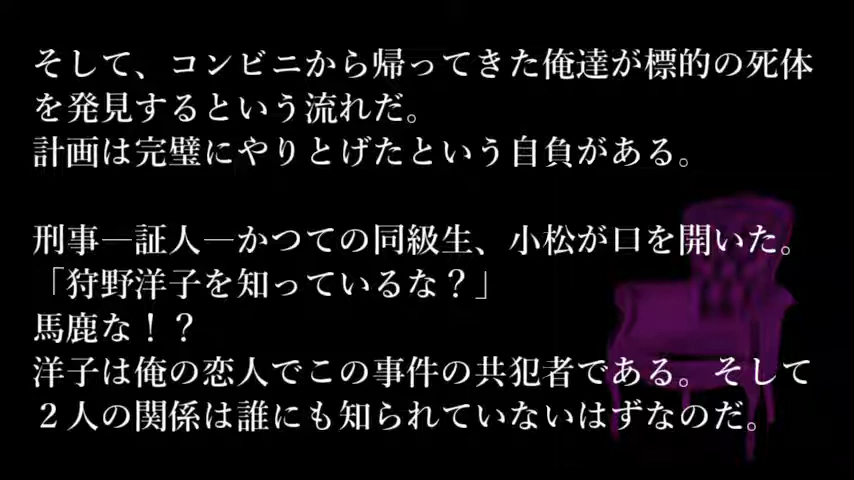 そして、コンビニから帰ってきた俺達が標的の死体
を発見するという流れだ。
計画は完璧にやりとげたという自負がある。
刑事―証人―かつての同級生、小松が口を開いた。
「狩野洋子を知っているな？」
馬鹿な！？
洋子は俺の恋人でこの事件の共犯者である。そして
２人の関係は誰にも知られていないはずなのだ。